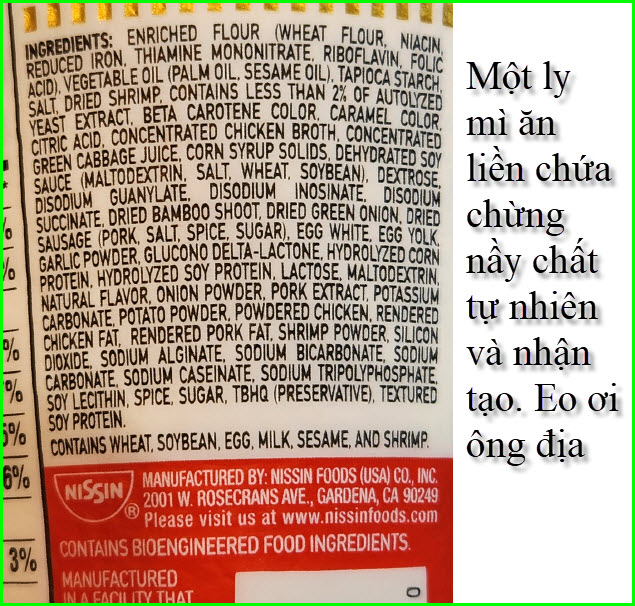 INGREDIENTS: ENRICHED FLOUR (WHEAT FLOUR, NIACIN,
REDUCED IRON, THIAMINE MONONITRATE, RIBOFLAVIN, FOLIC
ACID), VEGETABLE OIL (PALM OIL, SESAME OIL), TAPIOCA STARCH,
SALT, DRIED SHRIMP, CONTAINS LESS THAN 2% OF AUTOLYZED
YEAST EXTRACT, BETA CAROTENE COLOR, CARAMEL COLOR,
CITRIC ACID, CONCENTRATED CHICKEN BROTH, CONCENTRATED
GREEN CABBAGE JUICE, CORN SYRUP SOLIDS, DEHYDRATED SOY
SAUCE (MALTODEXTRIN, SALT, WHEAT, SOYBEAN), DEXTROSE,
DISODIUM GUANYLATE, DISODIUM INOSINATE, DISODIUM
SUCCINATE, DRIED BAMBOO SHOOT, DRIED GREEN ONION, DRIED
SAUSAGE (PORK, SALT, SPICE, SUGAR), EGG WHITE, EGG YOLK,
GARLIC POWDER, GLUCONO DELTA-LACTONE, HYDROLYZED CORN
PROTEIN, HYDROLYZED SOY PROTEIN, LACTOSE, MALTODEXTRIN,
NATURAL FLAVOR, ONION POWDER, PORK EXTRACT, POTASSIUM
CARBONATE, POTATO POWDER, POWDERED CHICKEN, RENDERED
CHICKEN FAT, RENDERED PORK FAT, SHRIMP POWDER, SILICON
DIOXIDE, SODIUM ALGINATE, SODIUM BICARBONATE, SODIUM
CARBONATE, SODIUM CASEINATE, SODIUM TRIPOLYPHOSPHATE,
SOY LECITHIN, SPICE, SUGAR, TBHQ (PRESERVATIVE), TEXTURED
SOY PROTEIN.
CONTAINS WHEAT, SOYBEAN, EGG, MILK, SESAME, AND SHRIMP.
NISSIN ®
MANUFACTURED BY: NISSIN FOODS (USA) CO., INC.
2001 W. ROSECRANS AVE., GARDENA, CA 90249
Please visit us at www.nissinfoods.com
CONTAINS BIOENGINEERED FOOD INGREDIENTS.
MANUFACTURED
IN A FACILITY THAT
6%
3%
Một ly
mì ăn
liền chứa
chừng
nầy chất
tự nhiên
và nhận
tạo. Eo ơi
ông địa